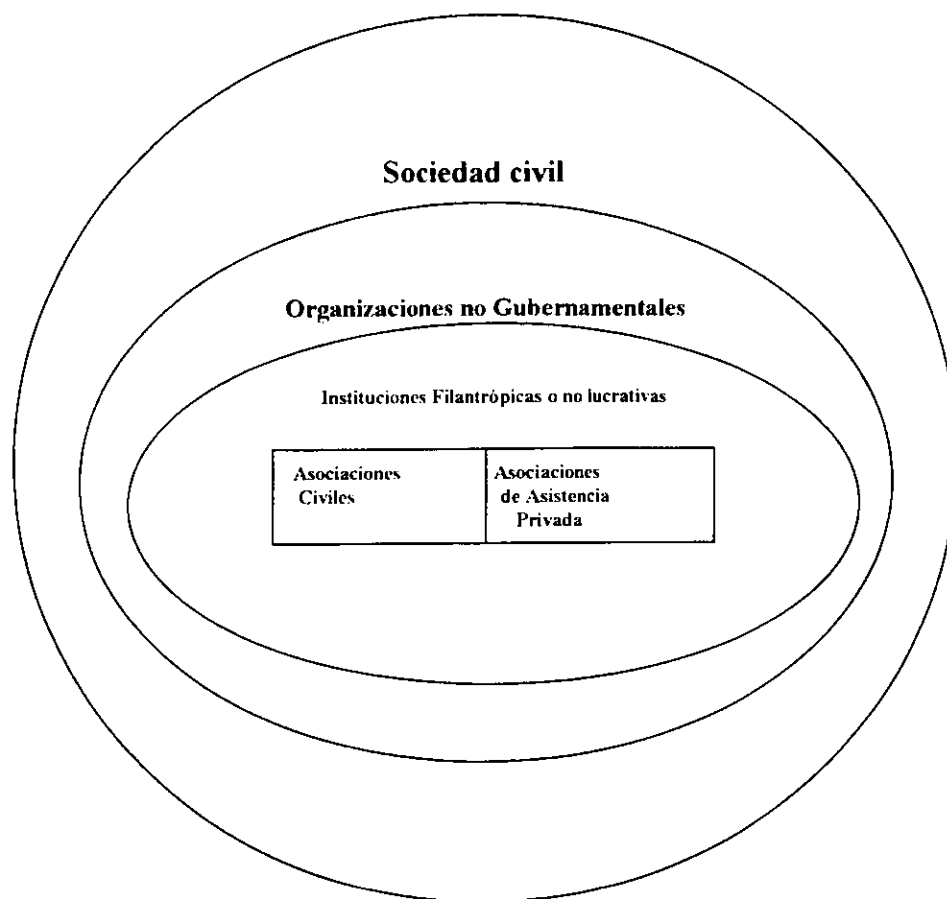 Sociedad civil
Organizaciones no Gubernamentales
Instituciones Filantrópicas o no lucrativas
Asociaciones
Civiles
Asociaciones
de Asistencia
Privada